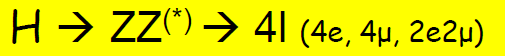 H → ZZ(*) → 4l (4e, 4μ, 2e2μ)